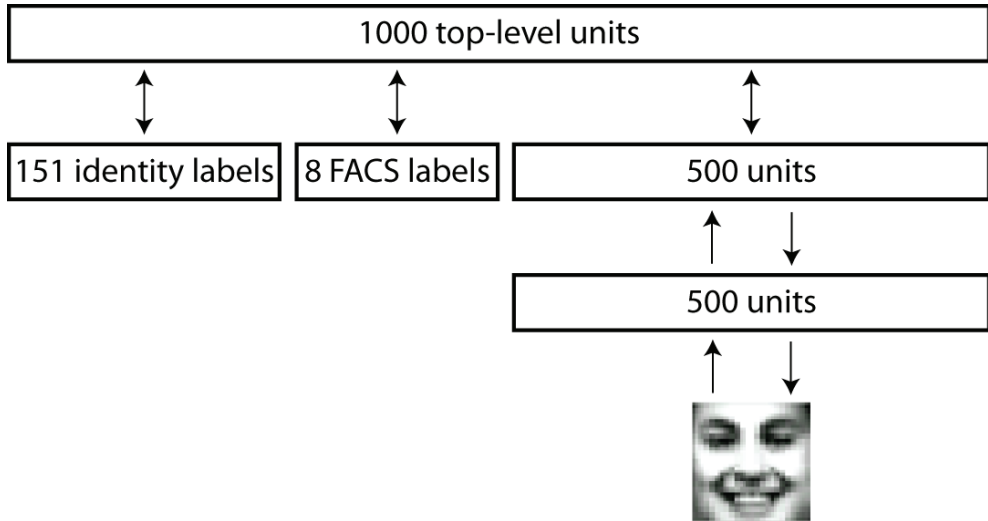 1000 top-level units
151 identity labels
8 FACS labels
500 units
500 units